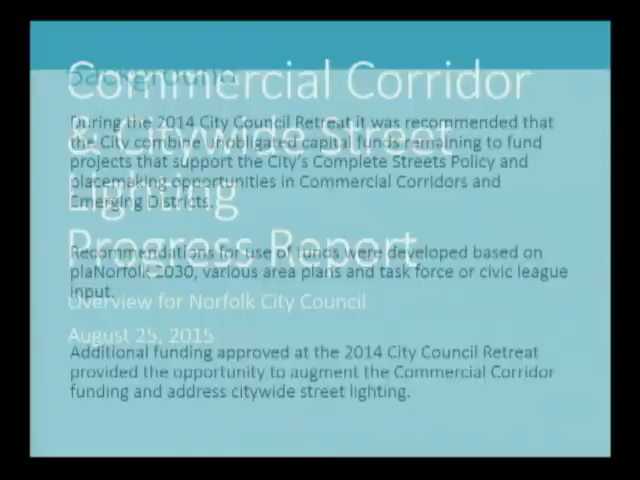 Commercial Corridor
& Citywide Street
Lighting
Progress Report
Overview for Norfolk City Council
August 25, 2015
Background
During the 2014 City Council Retreat it was recommended that
the City combine unobligated capital funds remaining to fund
projects that support the City's Complete Streets Policy and
placemaking opportunities in Commercial Corridors and
Emerging Districts.
Recommendations for use of funds were developed based on
plaNorfolk 2030, various area plans and task force or civic league
input.
Additional funding approved at the 2014 City Council Retreat
provided the opportunity to augment the Commercial Corridor
funding and address citywide street lighting.